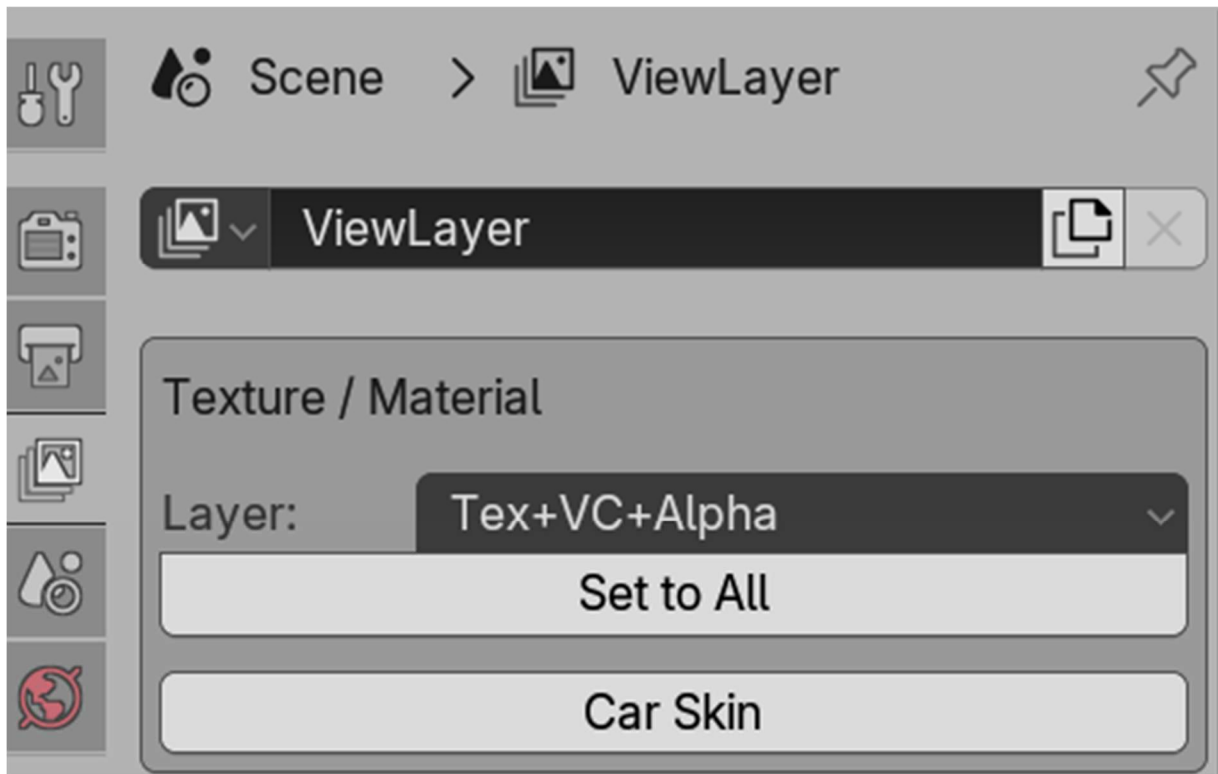 Scene > ViewLayer
ViewLayer
Texture / Material
Layer: Tex+VC+Alpha
Set to All
Car Skin